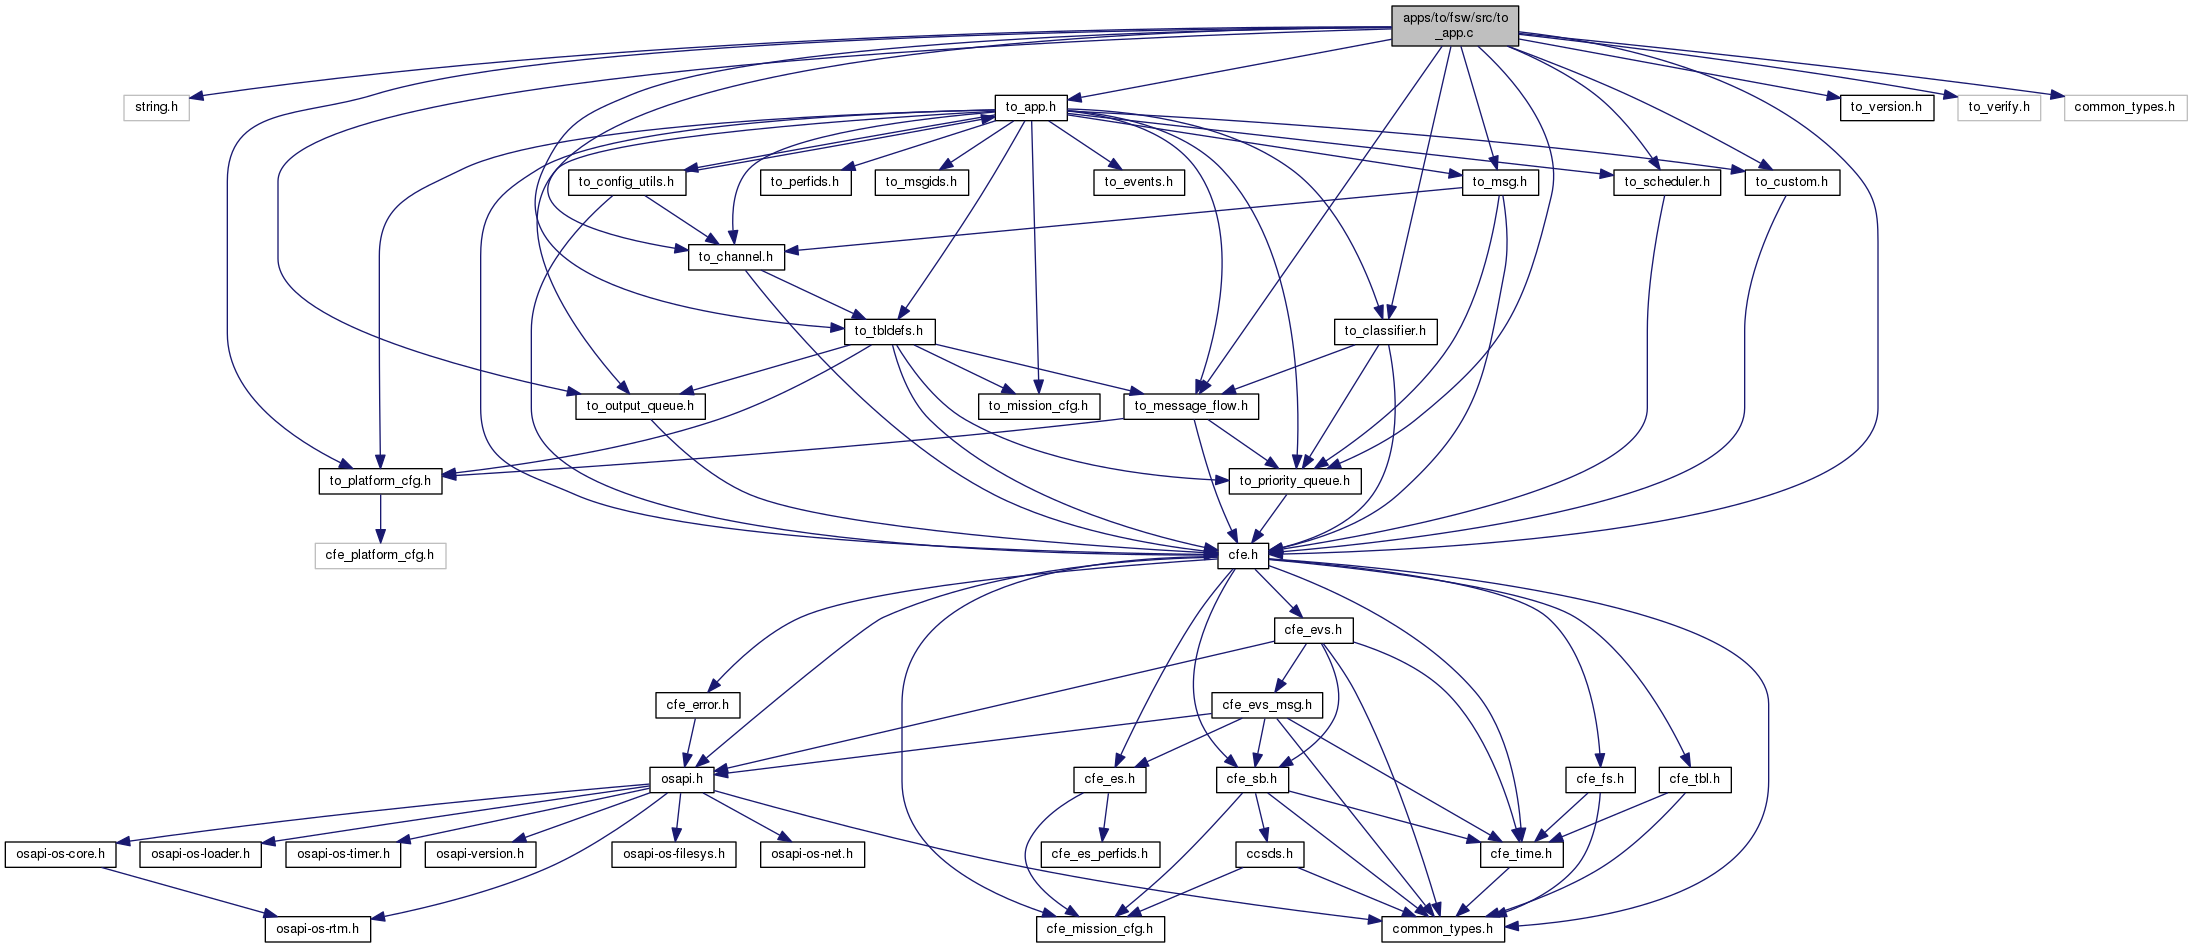 apps/to/fsw/src/to
_app.c
string.h
to_app.h
to_version.h
to_verify.h
common_types.h
to_config_utils.h
to_perfids.h
to_msgids.h
to_events.h
to_msg.h
to_scheduler.h
to_custom.h
to_channel.h
to_tbldefs.h
to_classifier.h
to_output_queue.h
to_mission_cfg.h
to_message_flow.h
to_platform_cfg.h
to_priority_queue.h
cfe_platform_cfg.h
cfe.h
cfe_evs.h
cfe_error.h
cfe_evs_msg.h
osapi.h
cfe_es.h
cfe_sb.h
cfe_fs.h
cfe_tbl.h
osapi-os-core.h
osapi-os-loader.h
osapi-os-timer.h
osapi-version.h
osapi-os-filesys.h
osapi-os-net.h
cfe_es_perfids.h
ccsds.h
cfe_time.h
osapi-os-rtm.h
cfe_mission_cfg.h
common_types.h